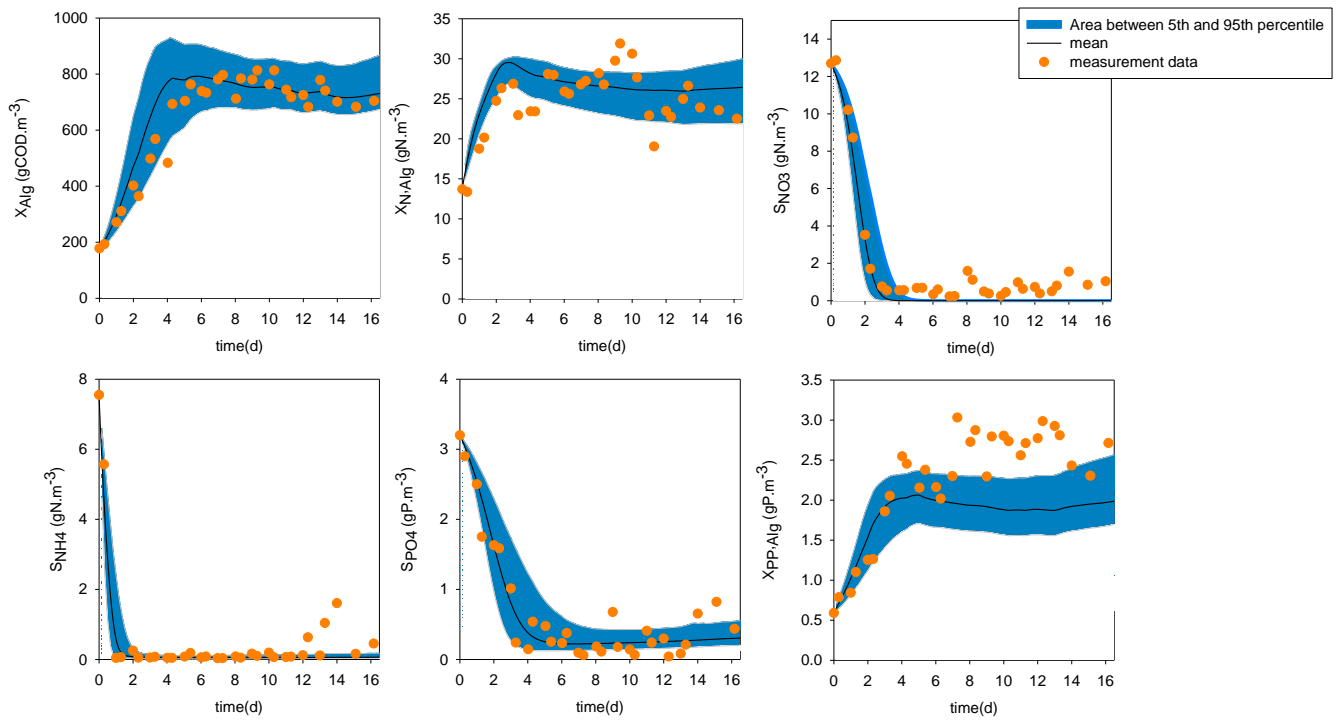 Area between 5th and 95th percentile
mean
measurement data
1000
800
600
400
200
0
X_Alg (gCOD.m⁻³)
0 2 4 6 8 10 12 14 16
time(d)
35
30
25
20
15
10
5
0
X_N,Alg (gN.m⁻³)
0 2 4 6 8 10 12 14 16
time(d)
14
12
10
8
6
4
2
0
S_NO3 (gN.m⁻³)
0 2 4 6 8 10 12 14 16
time(d)
8
6
4
2
0
S_NH4 (gN.m⁻³)
0 2 4 6 8 10 12 14 16
time(d)
4
3
2
1
0
S_PO4 (gP.m⁻³)
0 2 4 6 8 10 12 14 16
time(d)
3.5
3.0
2.5
2.0
1.5
1.0
0.5
0.0
X_PP,Alg (gP.m⁻³)
0 2 4 6 8 10 12 14 16
time(d)